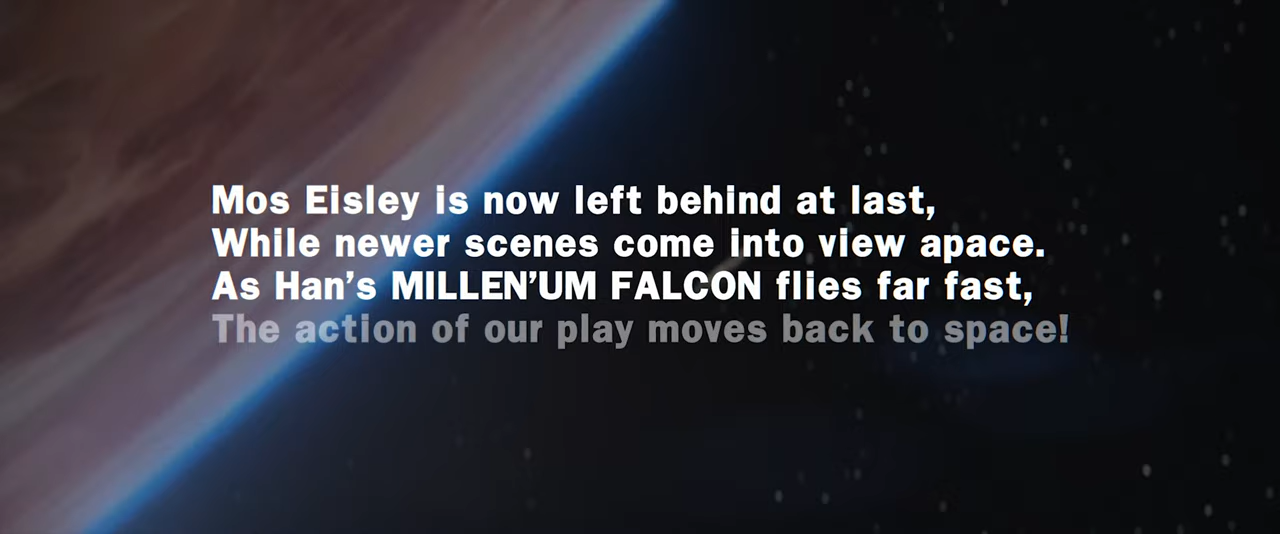 Mos Eisley is now left behind at last,
While newer scenes come into view apace.
As Han’s MILLEN’UM FALCON flies far fast,
The action of our play moves back to space!